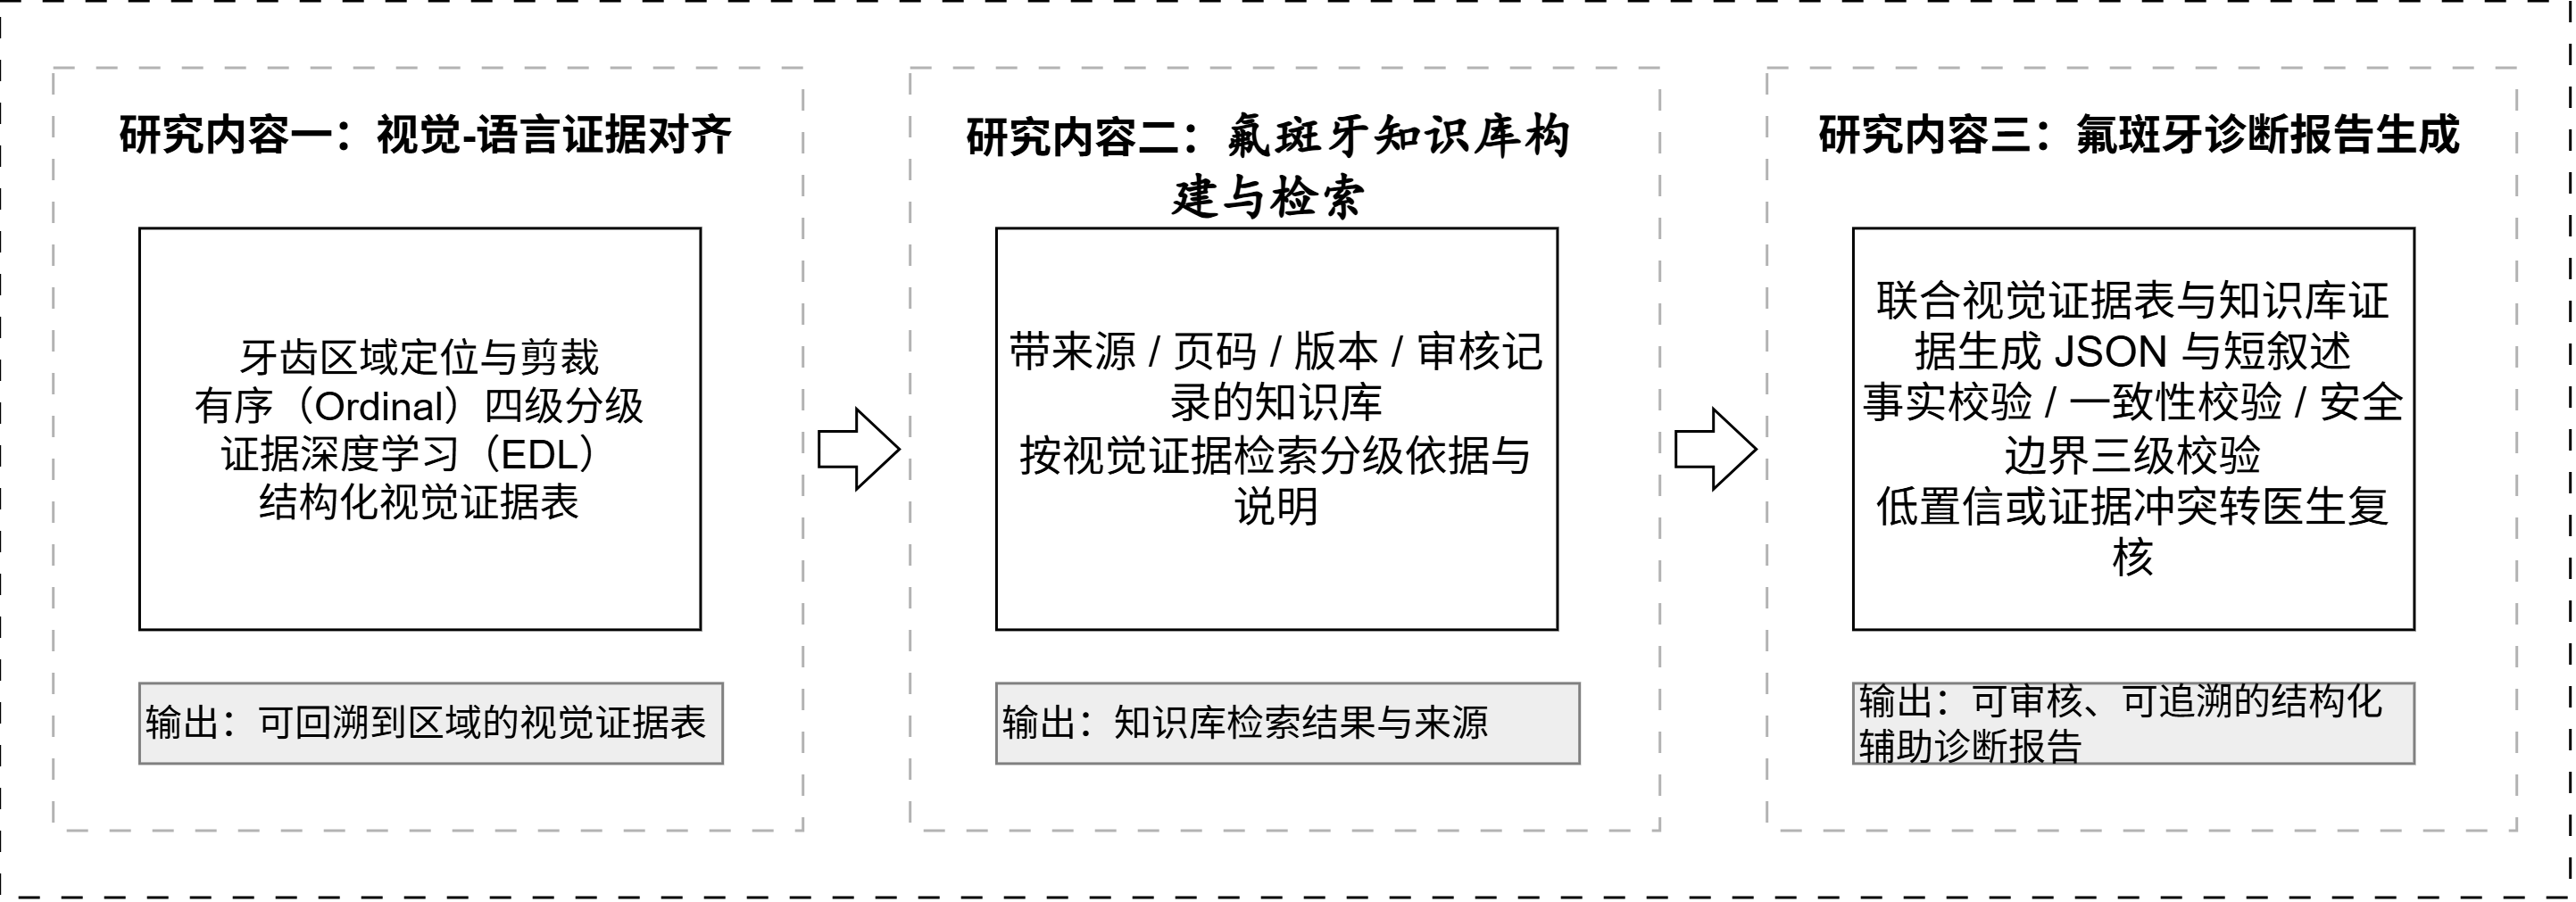 研究内容一：视觉-语言证据对齐
牙齿区域定位与剪裁
有序（Ordinal）四级分级
证据深度学习（EDL）
结构化视觉证据表
输出：可回溯到区域的视觉证据表
研究内容二：氟斑牙知识库构
建与检索
带来源 / 页码 / 版本 / 审核记
录的知识库
按视觉证据检索分级依据与
说明
输出：知识库检索结果与来源
研究内容三：氟斑牙诊断报告生成
联合视觉证据表与知识库证
据生成 JSON 与短叙述
事实校验 / 一致性校验 / 安全
边界三级校验
低置信或证据冲突转医生复
核
输出：可审核、可追溯的结构化
辅助诊断报告